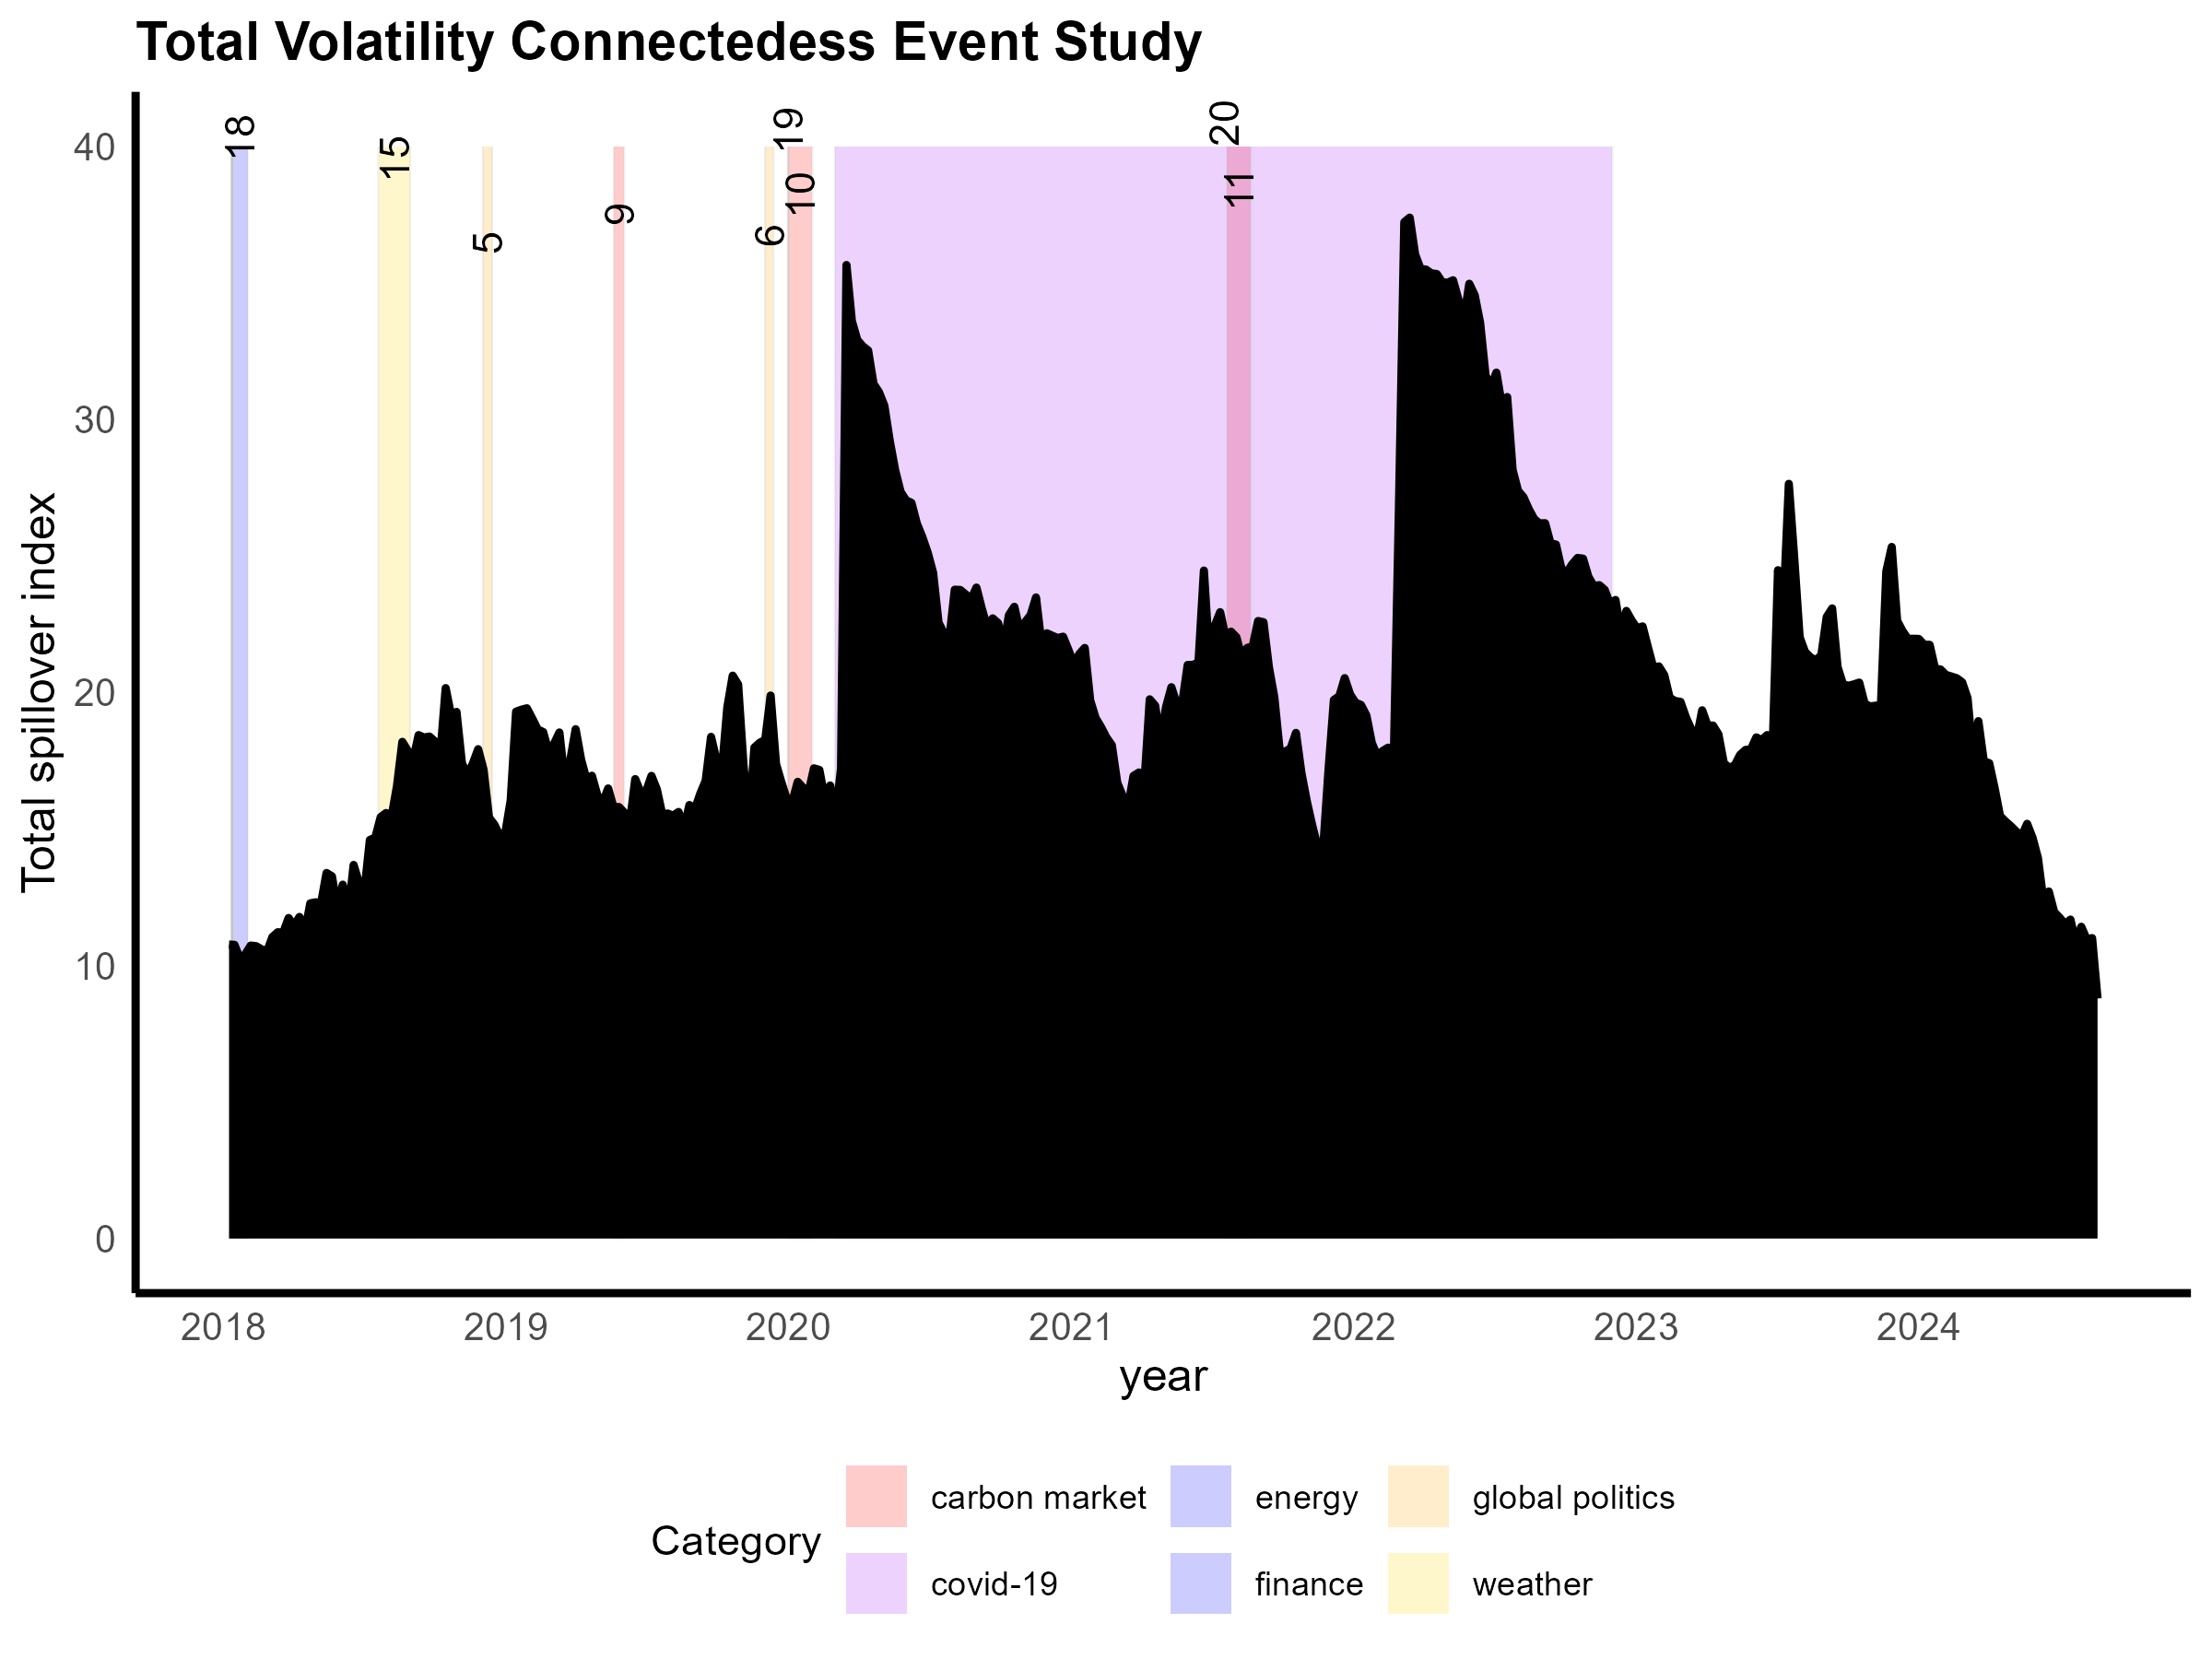 Total Volatility Connectedess Event Study
40
30
20
10
0
Total spillover index
18
15
5
9
6
19
10
20
11
2018 2019 2020 2021 2022 2023 2024
year
Category
carbon market energy global politics
covid-19 finance weather